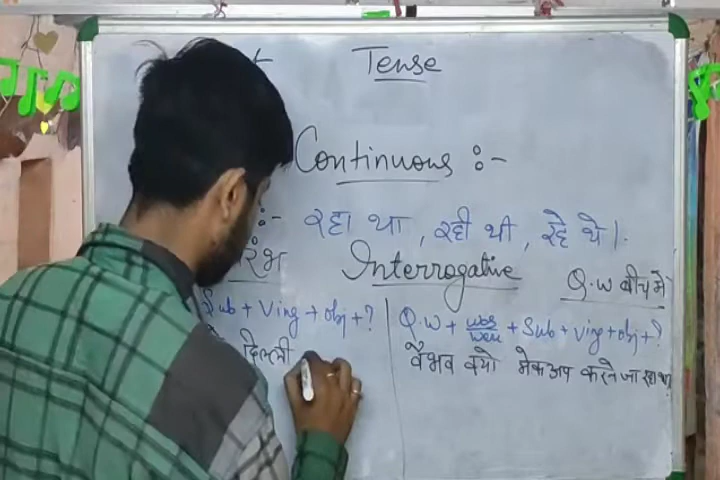 Tense
Continuous :-
:- रहा था, रही थी, रहे थे।
Interrogative
Q.W बीच मे
Sub + Ving + obj + ?
Q.W + was/were + Sub + Ving + obj + ?
दिल्ली
वैभव क्यो मेकअप करने जा रहा था